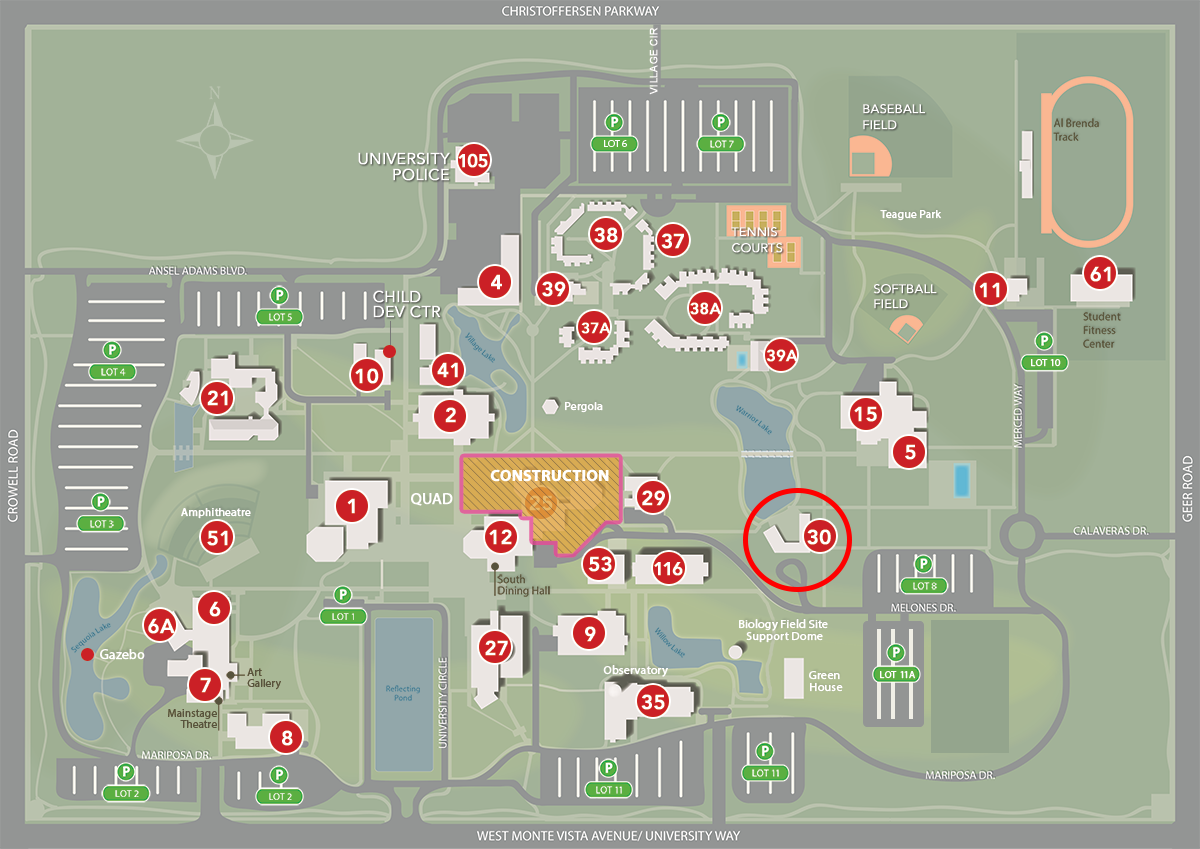 CHRISTOFFERSEN PARKWAY
VILLAGE CIR
N
P
LOT 6
P
LOT 7
BASEBALL
FIELD
Al Brenda
Track
UNIVERSITY
POLICE
105
Teague Park
38
37
TENNIS
COURTS
ANSEL ADAMS BLVD.
4
39
38A
SOFTBALL
FIELD
11
61
Student
Fitness
Center
P
LOT 5
CHILD
DEV CTR
37A
39A
P
LOT 10
P
LOT 4
10
41
Village Lake
21
2
Pergola
Warrior Lake
15
5
MERCED WAY
CROWELL ROAD
GEER ROAD
P
LOT 3
Amphitheatre
51
1
QUAD
CONSTRUCTION
25
29
12
30
CALAVERAS DR.
53
116
South
Dining Hall
P
LOT 8
MELONES DR.
P
LOT 1
6
6A
Sequoia Lake
Gazebo
7
Art
Gallery
Mainstage
Theatre
8
Reflecting
Pond
UNIVERSITY CIRCLE
27
9
Willow Lake
Biology Field Site
Support Dome
Observatory
35
Green
House
P
LOT 11A
MARIPOSA DR.
P
LOT 2
P
LOT 2
P
LOT 11
P
LOT 11
MARIPOSA DR.
WEST MONTE VISTA AVENUE/ UNIVERSITY WAY